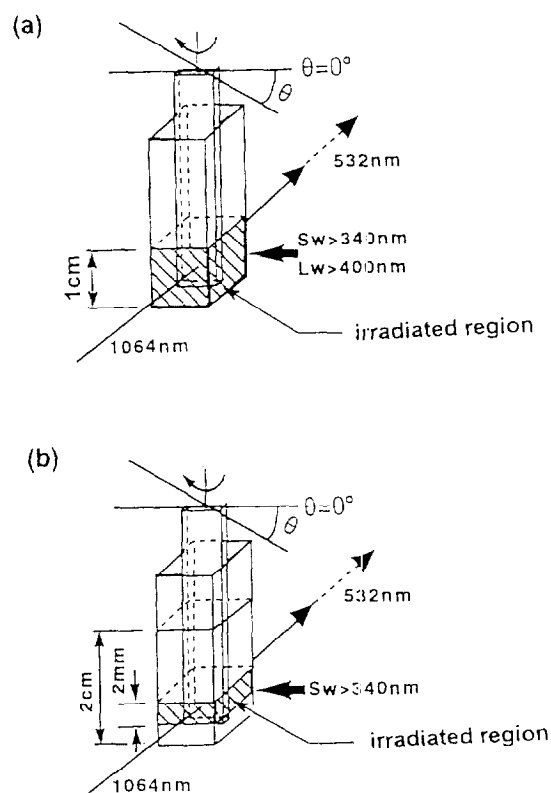 (a)
θ=0°
θ
532nm
Sw>340nm
Lw>400nm
1cm
irradiated region
1064nm
(b)
θ=0°
θ
532nm
2cm
2mm
Sw>340nm
irradiated region
1064nm